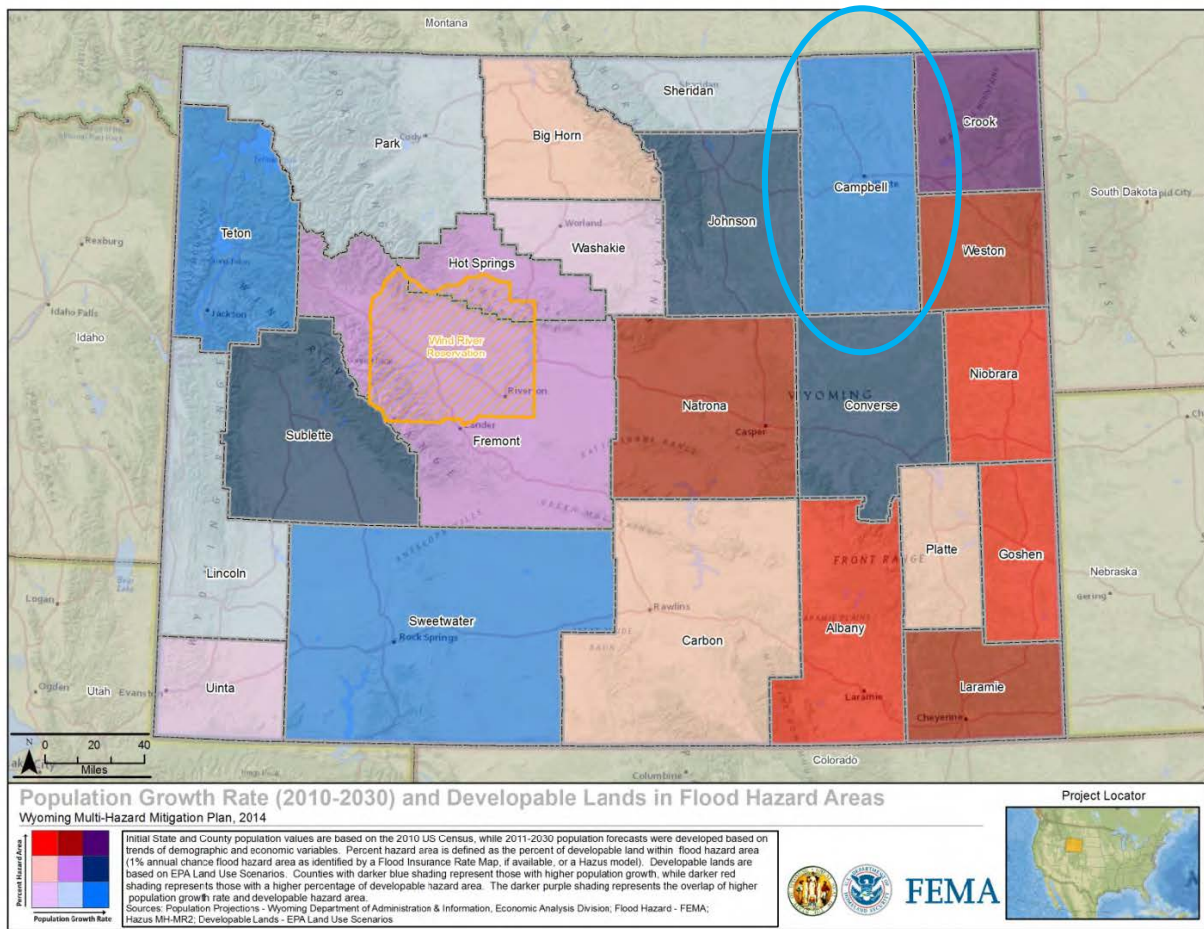 Montana
Sheridan
Crook
Cody
Park
Big Horn
Campbell
South Dakota
Johnson
Worland
Washakie
Weston
Teton
Hot Springs
Rexburg
Idaho Falls
Idaho
Jackson
Wind River
Reservation
Riverton
Niobrara
Natrona
WYOMING
Converse
Casper
Sublette
Lander
Fremont
Platte
Goshen
FRONT RANGE
Lincoln
Nebraska
Gering
Logan
Sweetwater
Rock Springs
Rawlins
Carbon
Albany
Ogden
Utah
Evanston
Uinta
Laramie
Laramie
Cheyenne
N
0 20 40
Miles
Columbine
Colorado
Population Growth Rate (2010-2030) and Developable Lands in Flood Hazard Areas
Wyoming Multi-Hazard Mitigation Plan, 2014
Project Locator
Percent Hazard Area
Population Growth Rate
Initial State and County population values are based on the 2010 US Census, while 2011-2030 population forecasts were developed based on
trends of demographic and economic variables. Percent hazard area is defined as the percent of developable land within flood hazard area
(1% annual chance flood hazard area as identified by a Flood Insurance Rate Map, if available, or a Hazus model). Developable lands are
based on EPA Land Use Scenarios. Counties with darker blue shading represent those with higher population growth, while darker red
shading represents those with a higher percentage of developable hazard area. The darker purple shading represents the overlap of higher
population growth rate and developable hazard area.
Sources: Population Projections - Wyoming Department of Administration & Information, Economic Analysis Division; Flood Hazard - FEMA;
Hazus MH-MR2; Developable Lands - EPA Land Use Scenarios
FEMA